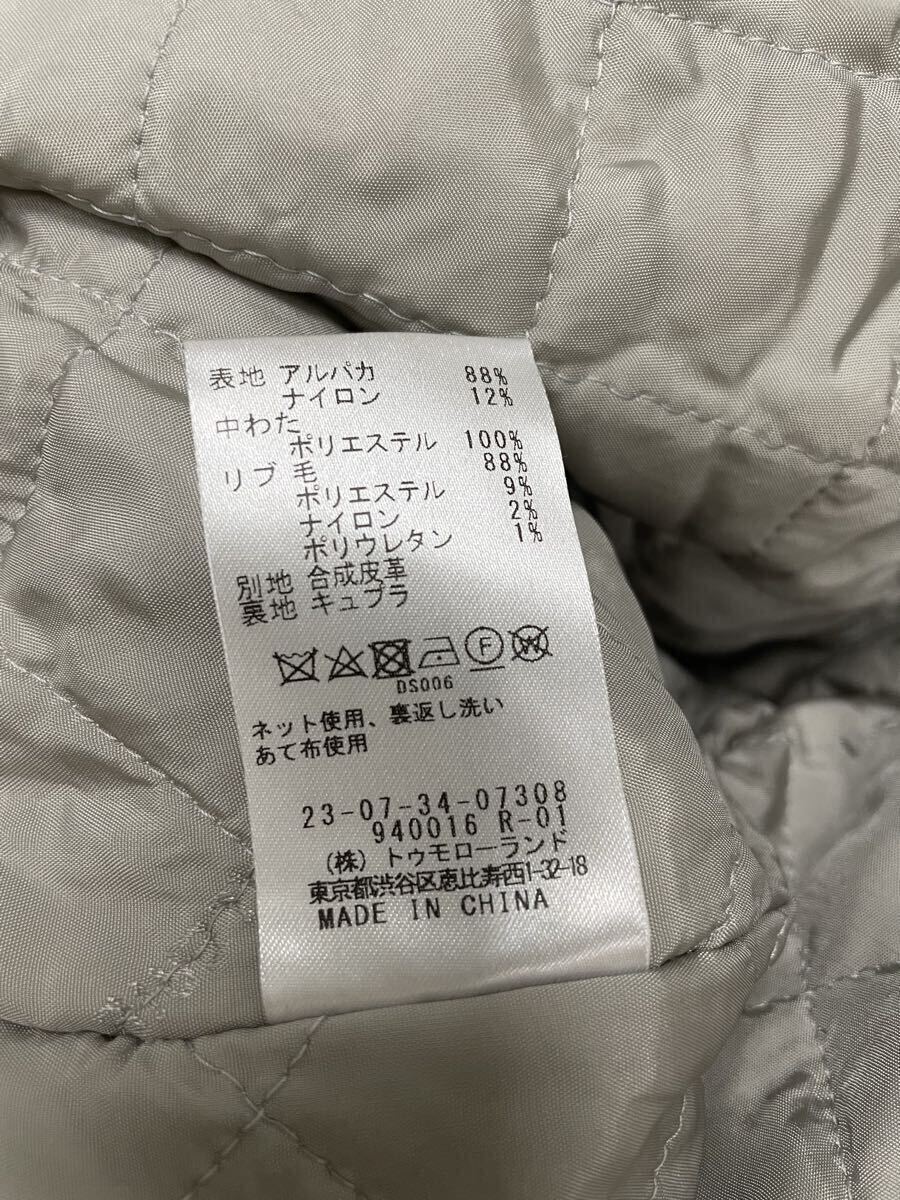 表地 アルパカ 88%
ナイロン 12%
中わた
ポリエステル 100%
リブ 毛 88%
ポリエステル 9%
ナイロン 2%
ポリウレタン 1%
別地 合成皮革
裏地 キュプラ
F W
DS006
ネット使用、裏返し洗い
あて布使用
23-07-34-07308
940016 R-01
(株)トゥモローランド
東京都渋谷区恵比寿西1-32-18
MADE IN CHINA